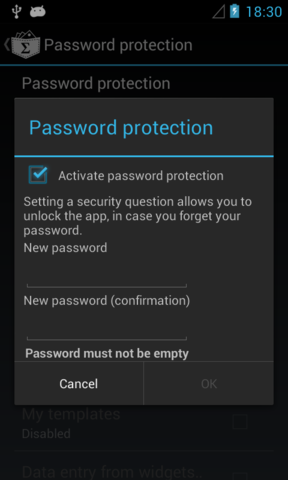 18:30
Password protection
Password protection
Password protection
Activate password protection
Setting a security question allows you to
unlock the app, in case you forget your
password.
New password
New password (confirmation)
Password must not be empty
Cancel
OK
My templates
Disabled
Data entry from widgets..